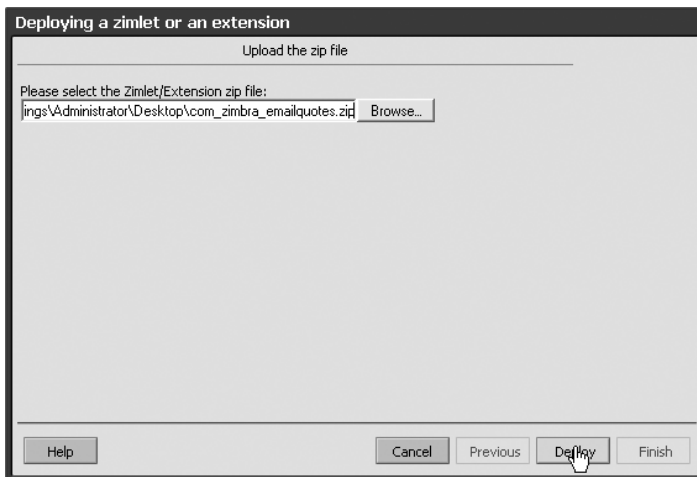 Deploying a zimlet or an extension
Upload the zip file
Please select the Zimlet/Extension zip file:
ings\Administrator\Desktop\com_zimbra_emailquotes.zip
Browse...
Help
Cancel
Previous
Deploy
Finish